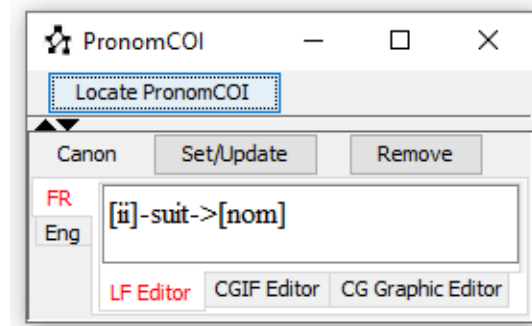 PronomCOI
Locate PronomCOI
Canon Set/Update Remove
FR
Eng
[ii]-suit->[nom]
LF Editor CGIF Editor CG Graphic Editor